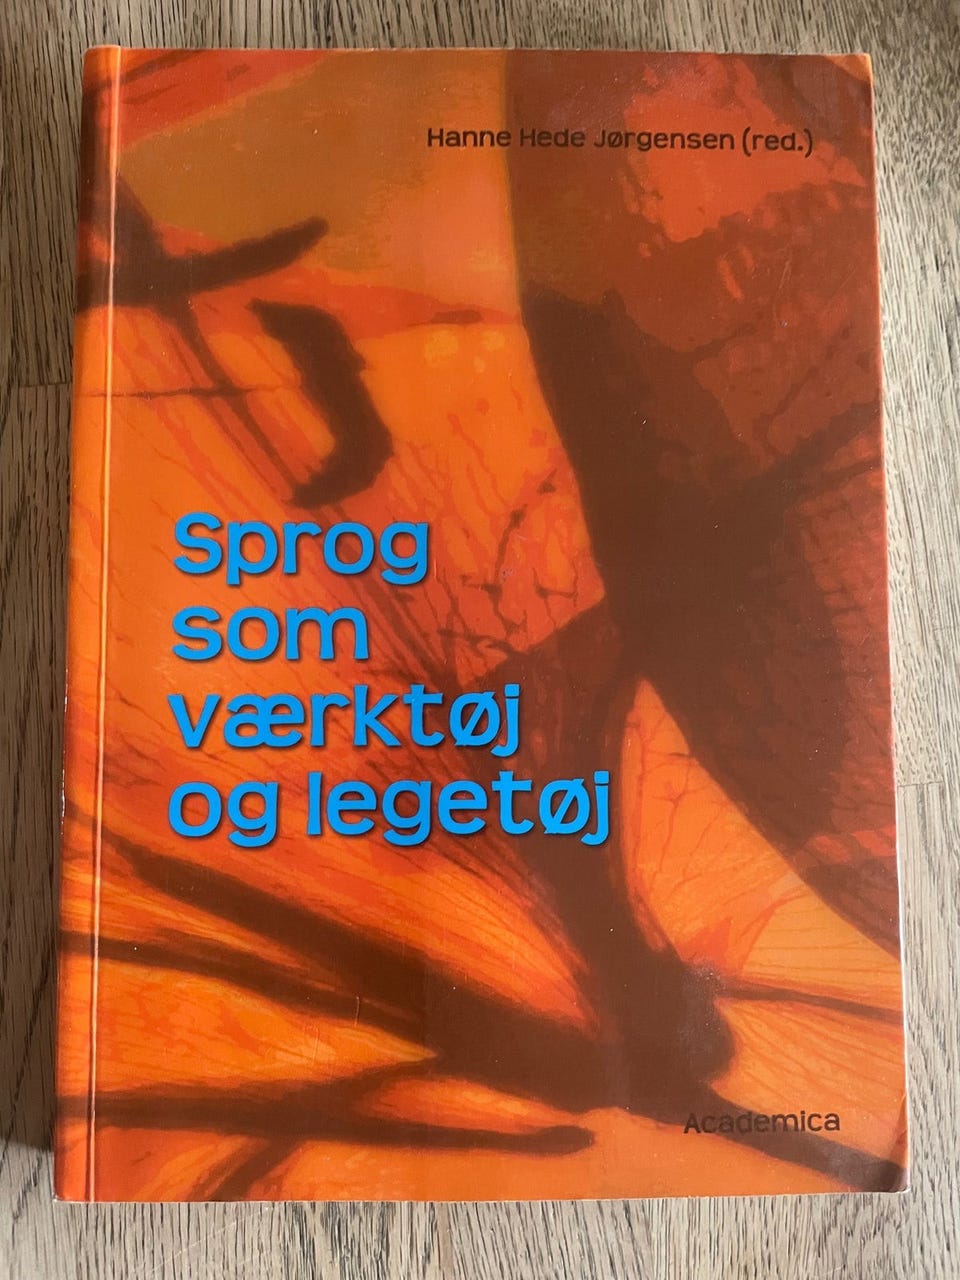 Hanne Hede Jørgensen (red.)
Sprog
som
værktøj
og legetøj
Academica